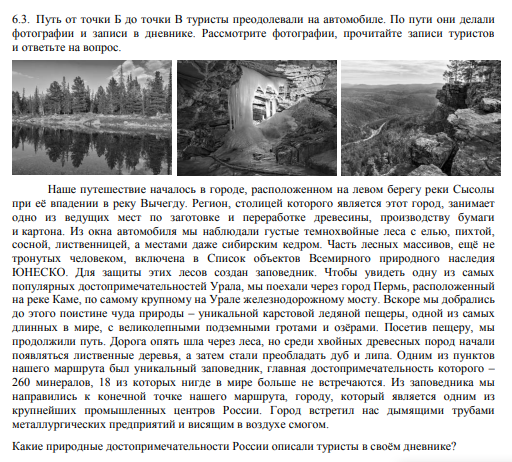 6.3. Путь от точки Б до точки В туристы преодолевали на автомобиле. По пути они делали
фотографии и записи в дневнике. Рассмотрите фотографии, прочитайте записи туристов
и ответьте на вопрос.
Наше путешествие началось в городе, расположенном на левом берегу реки Сысолы
при её впадении в реку Вычегду. Регион, столицей которого является этот город, занимает
одно из ведущих мест по заготовке и переработке древесины, производству бумаги
и картона. Из окна автомобиля мы наблюдали густые темнохвойные леса с елью, пихтой,
сосной, лиственницей, а местами даже сибирским кедром. Часть лесных массивов, ещё не
тронутых человеком, включена в Список объектов Всемирного природного наследия
ЮНЕСКО. Для защиты этих лесов создан заповедник. Чтобы увидеть одну из самых
популярных достопримечательностей Урала, мы поехали через город Пермь, расположенный
на реке Каме, по самому крупному на Урале железнодорожному мосту. Вскоре мы добрались
до этого поистине чуда природы – уникальной карстовой ледяной пещеры, одной из самых
длинных в мире, с великолепными подземными гротами и озёрами. Посетив пещеру, мы
продолжили путь. Дорога опять шла через леса, но среди хвойных древесных пород начали
появляться лиственные деревья, а затем стали преобладать дуб и липа. Одним из пунктов
нашего маршрута был уникальный заповедник, главная достопримечательность которого –
260 минералов, 18 из которых нигде в мире больше не встречаются. Из заповедника мы
направились к конечной точке нашего маршрута, городу, который является одним из
крупнейших промышленных центров России. Город встретил нас дымящими трубами
металлургических предприятий и висящим в воздухе смогом.
Какие природные достопримечательности России описали туристы в своём дневнике?